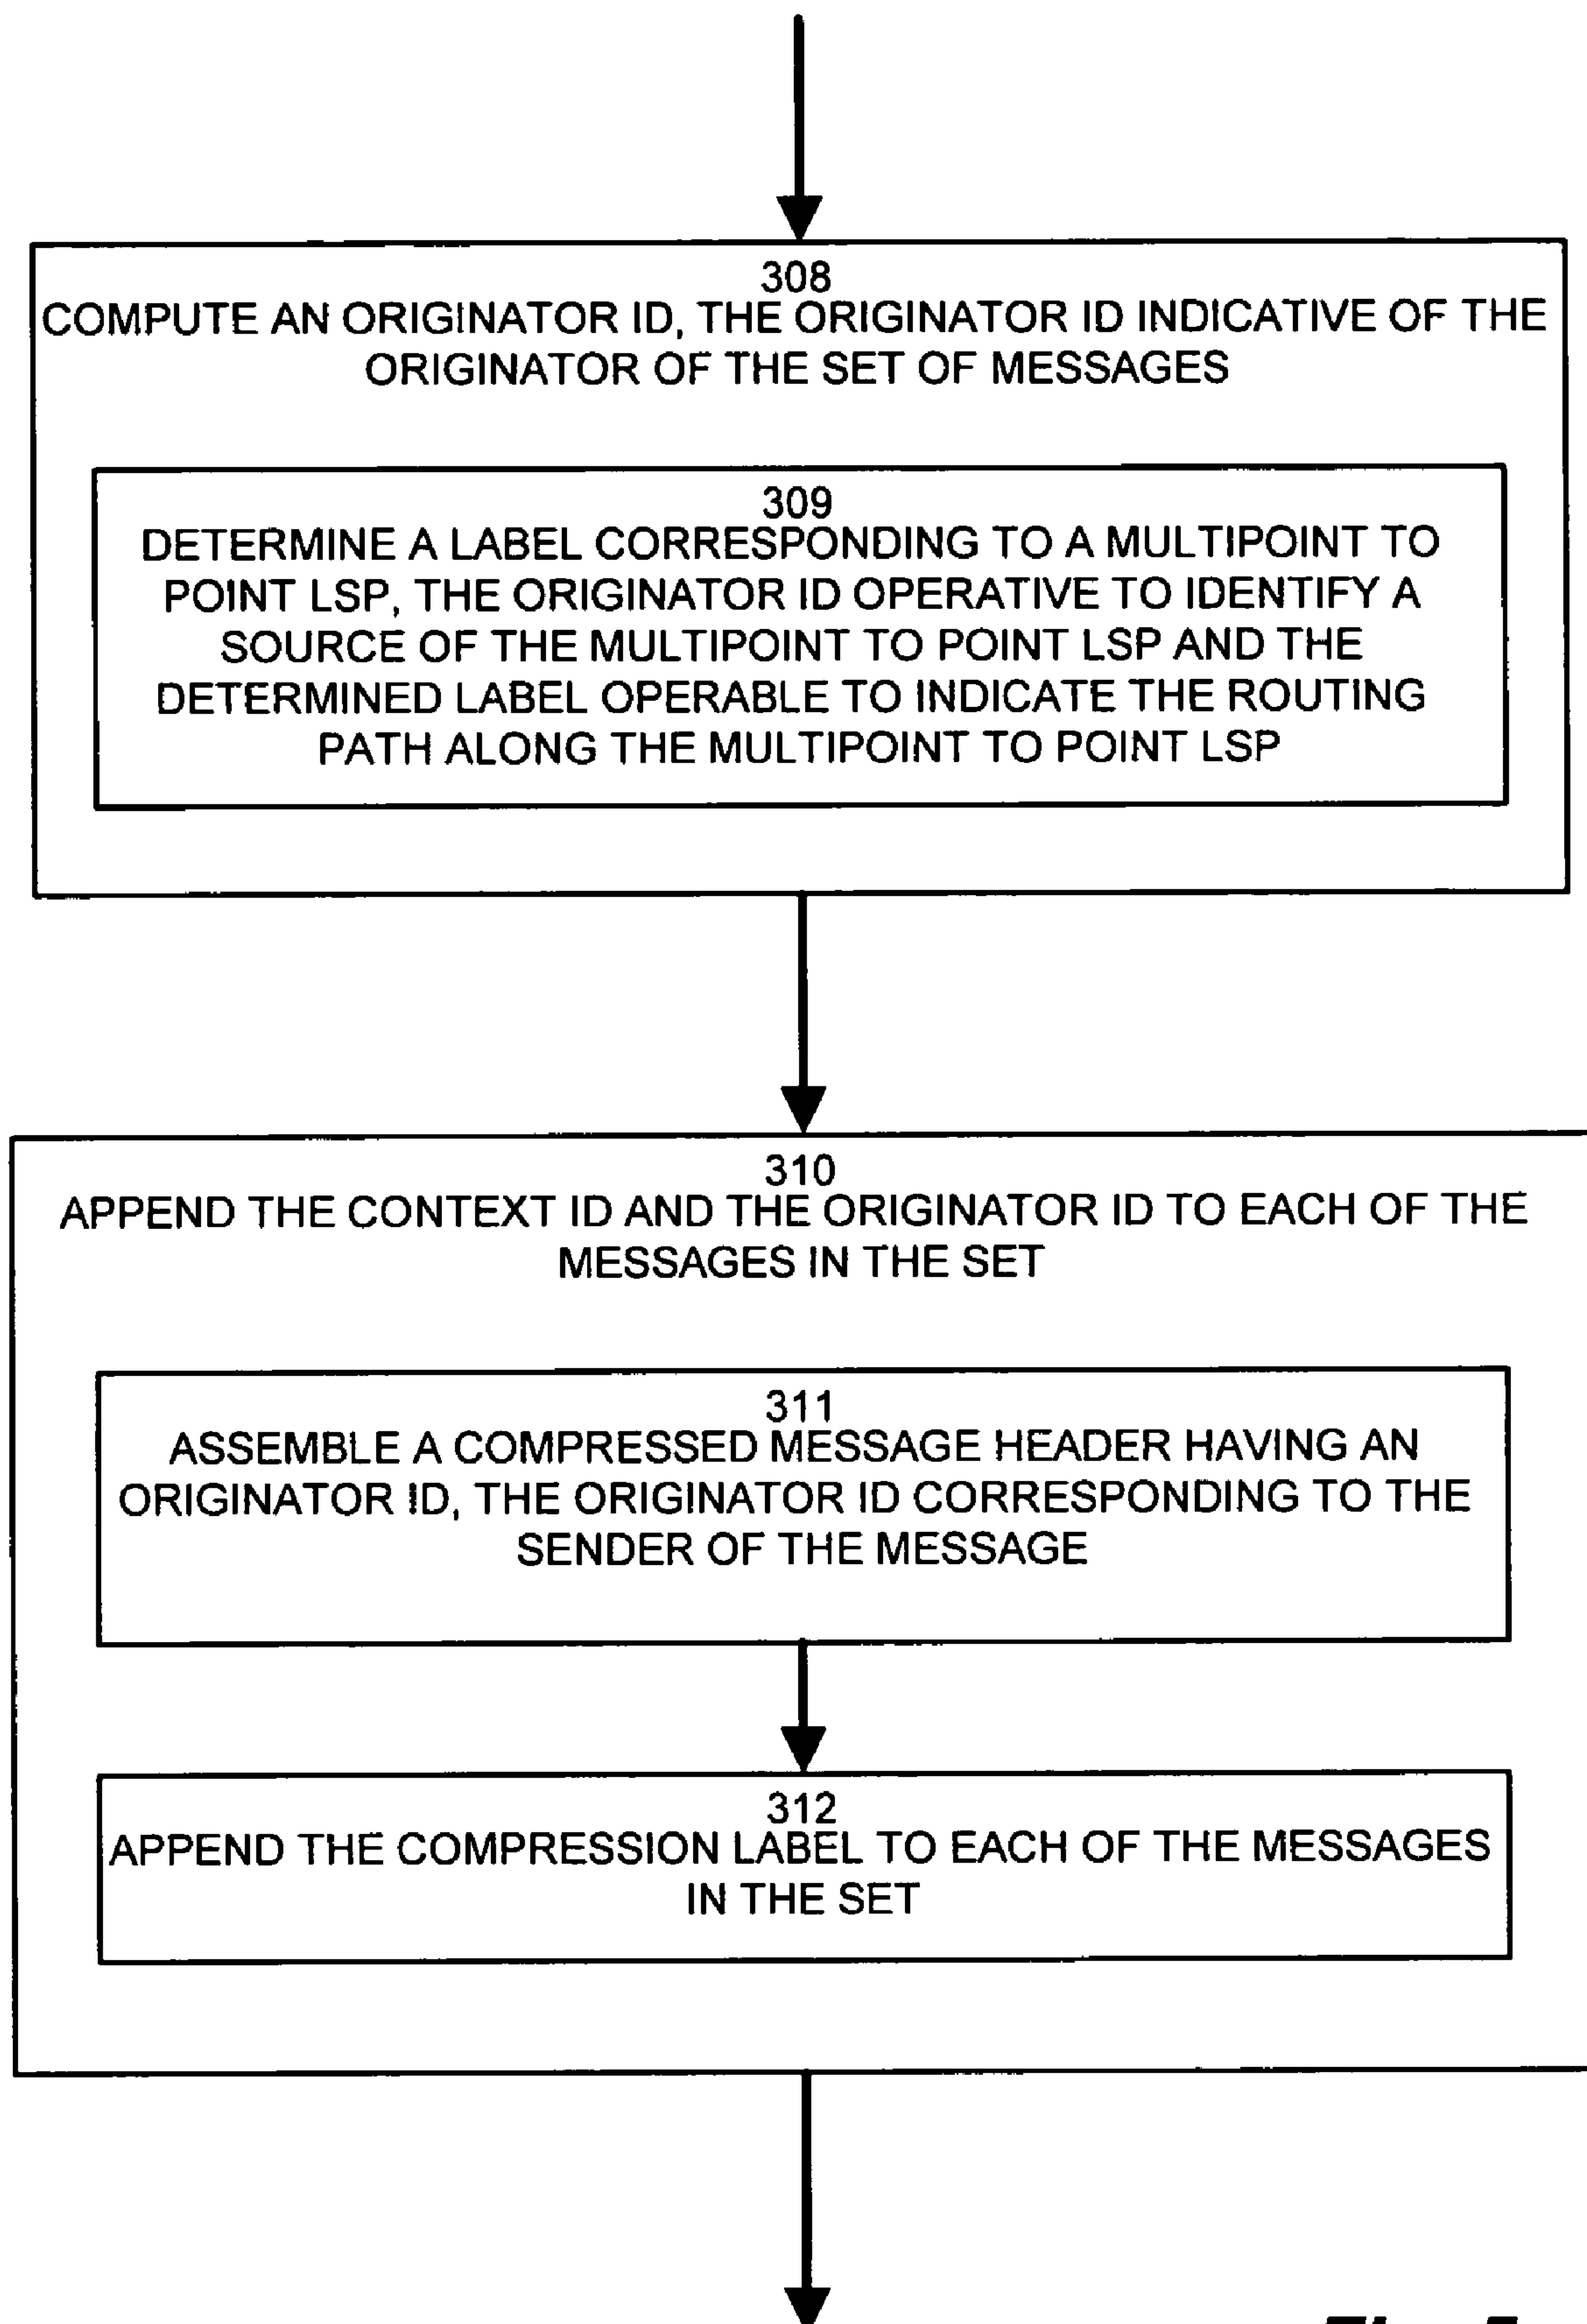 308
COMPUTE AN ORIGINATOR ID, THE ORIGINATOR ID INDICATIVE OF THE
ORIGINATOR OF THE SET OF MESSAGES
309
DETERMINE A LABEL CORRESPONDING TO A MULTIPOINT TO
POINT LSP, THE ORIGINATOR ID OPERATIVE TO IDENTIFY A
SOURCE OF THE MULTIPOINT TO POINT LSP AND THE
DETERMINED LABEL OPERABLE TO INDICATE THE ROUTING
PATH ALONG THE MULTIPOINT TO POINT LSP
310
APPEND THE CONTEXT ID AND THE ORIGINATOR ID TO EACH OF THE
MESSAGES IN THE SET
311
ASSEMBLE A COMPRESSED MESSAGE HEADER HAVING AN
ORIGINATOR ID, THE ORIGINATOR ID CORRESPONDING TO THE
SENDER OF THE MESSAGE
312
APPEND THE COMPRESSION LABEL TO EACH OF THE MESSAGES
IN THE SET